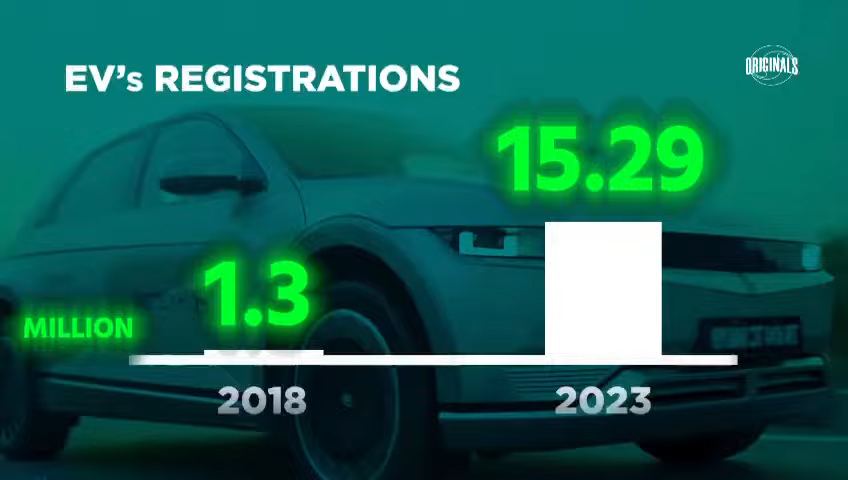 EV's REGISTRATIONS
ORIGINALS
15.29
1.3
MILLION
2018
2023